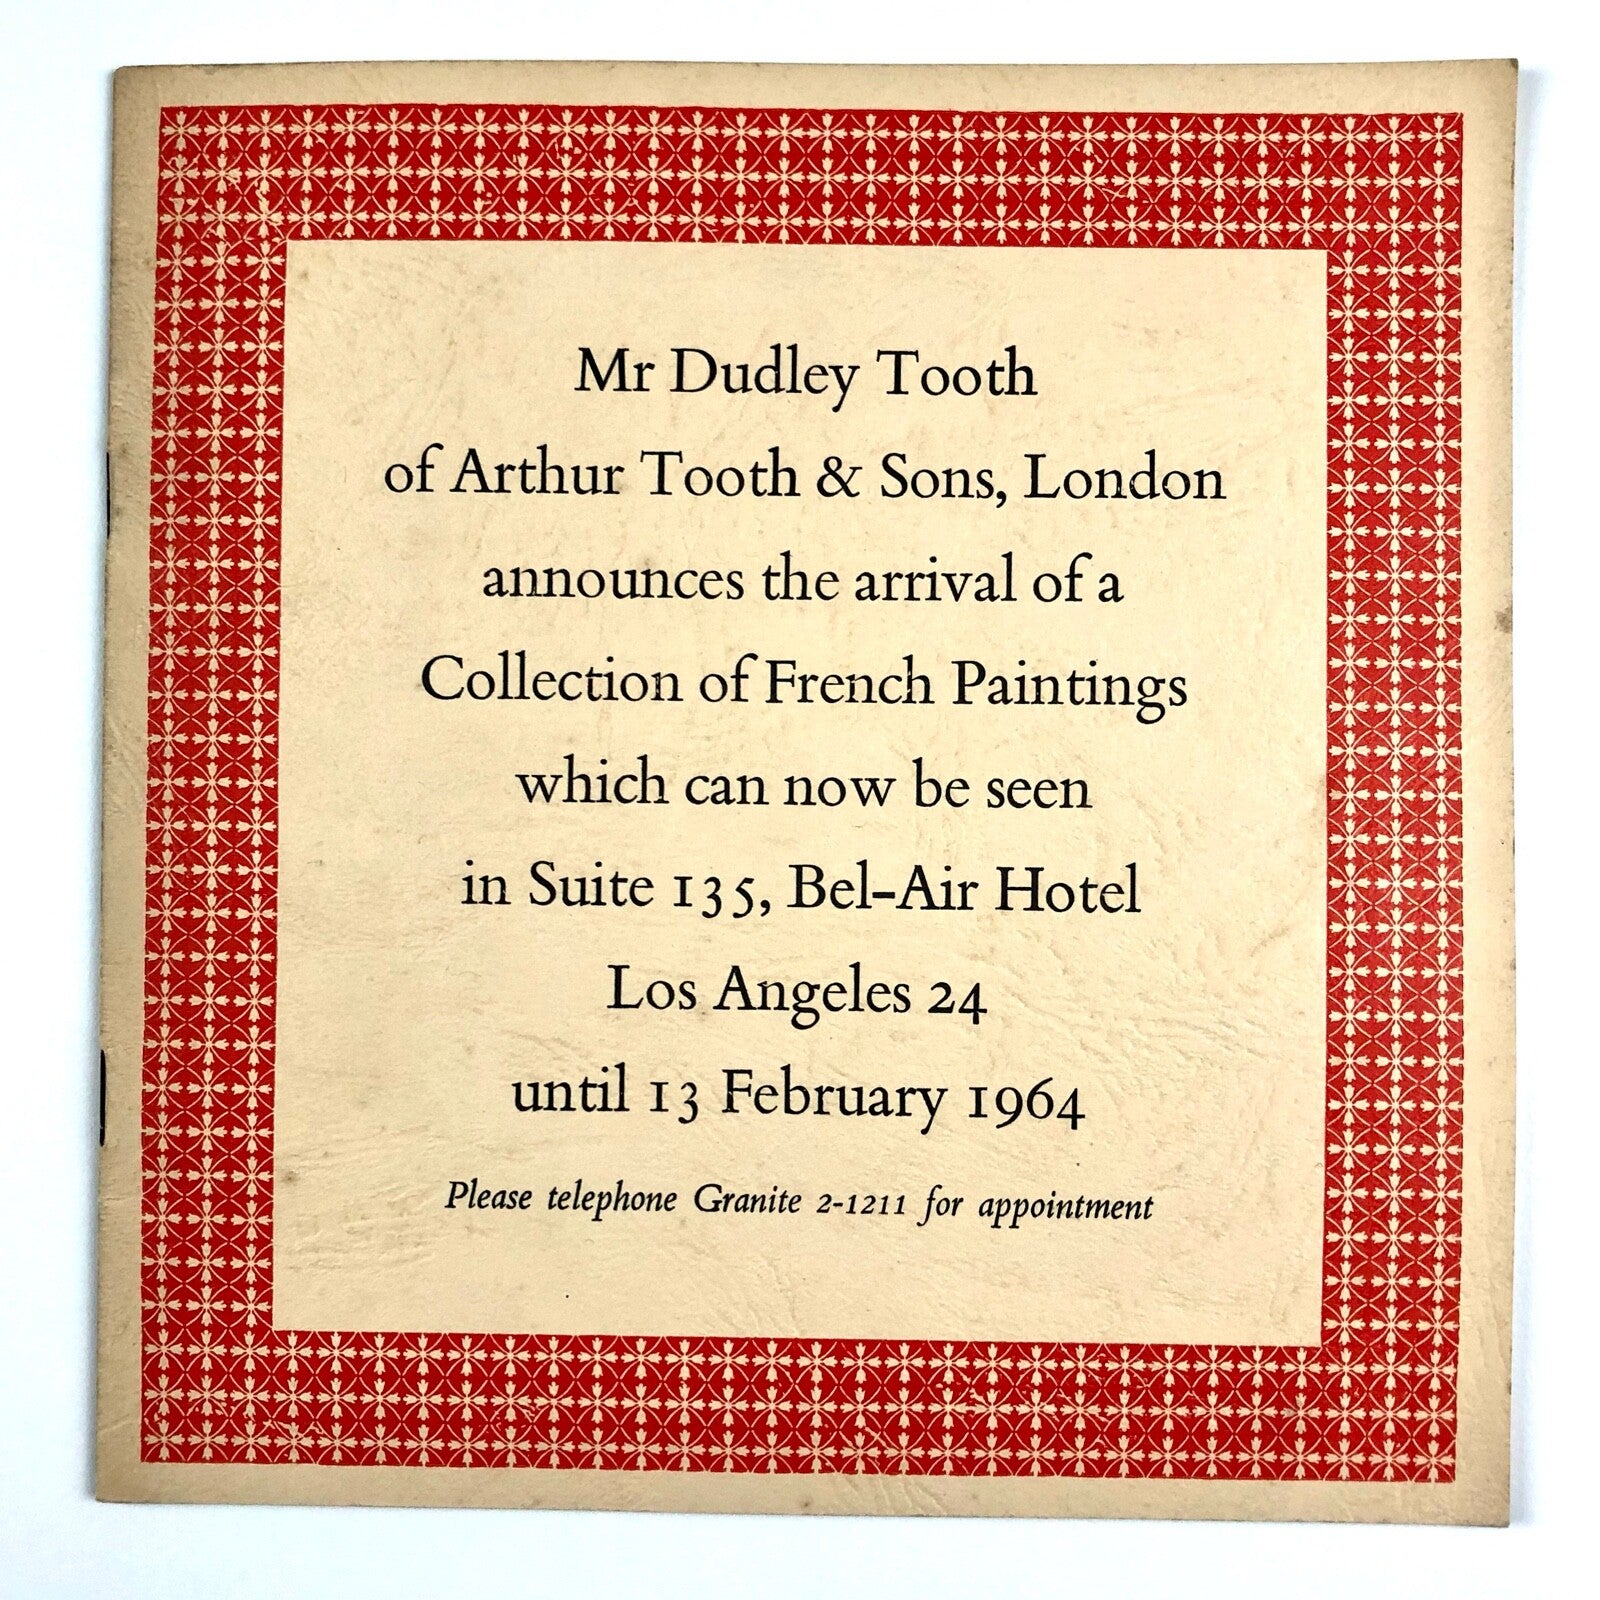 Mr Dudley Tooth
of Arthur Tooth & Sons, London
announces the arrival of a
Collection of French Paintings
which can now be seen
in Suite 135, Bel-Air Hotel
Los Angeles 24
until 13 February 1964
Please telephone Granite 2-1211 for appointment